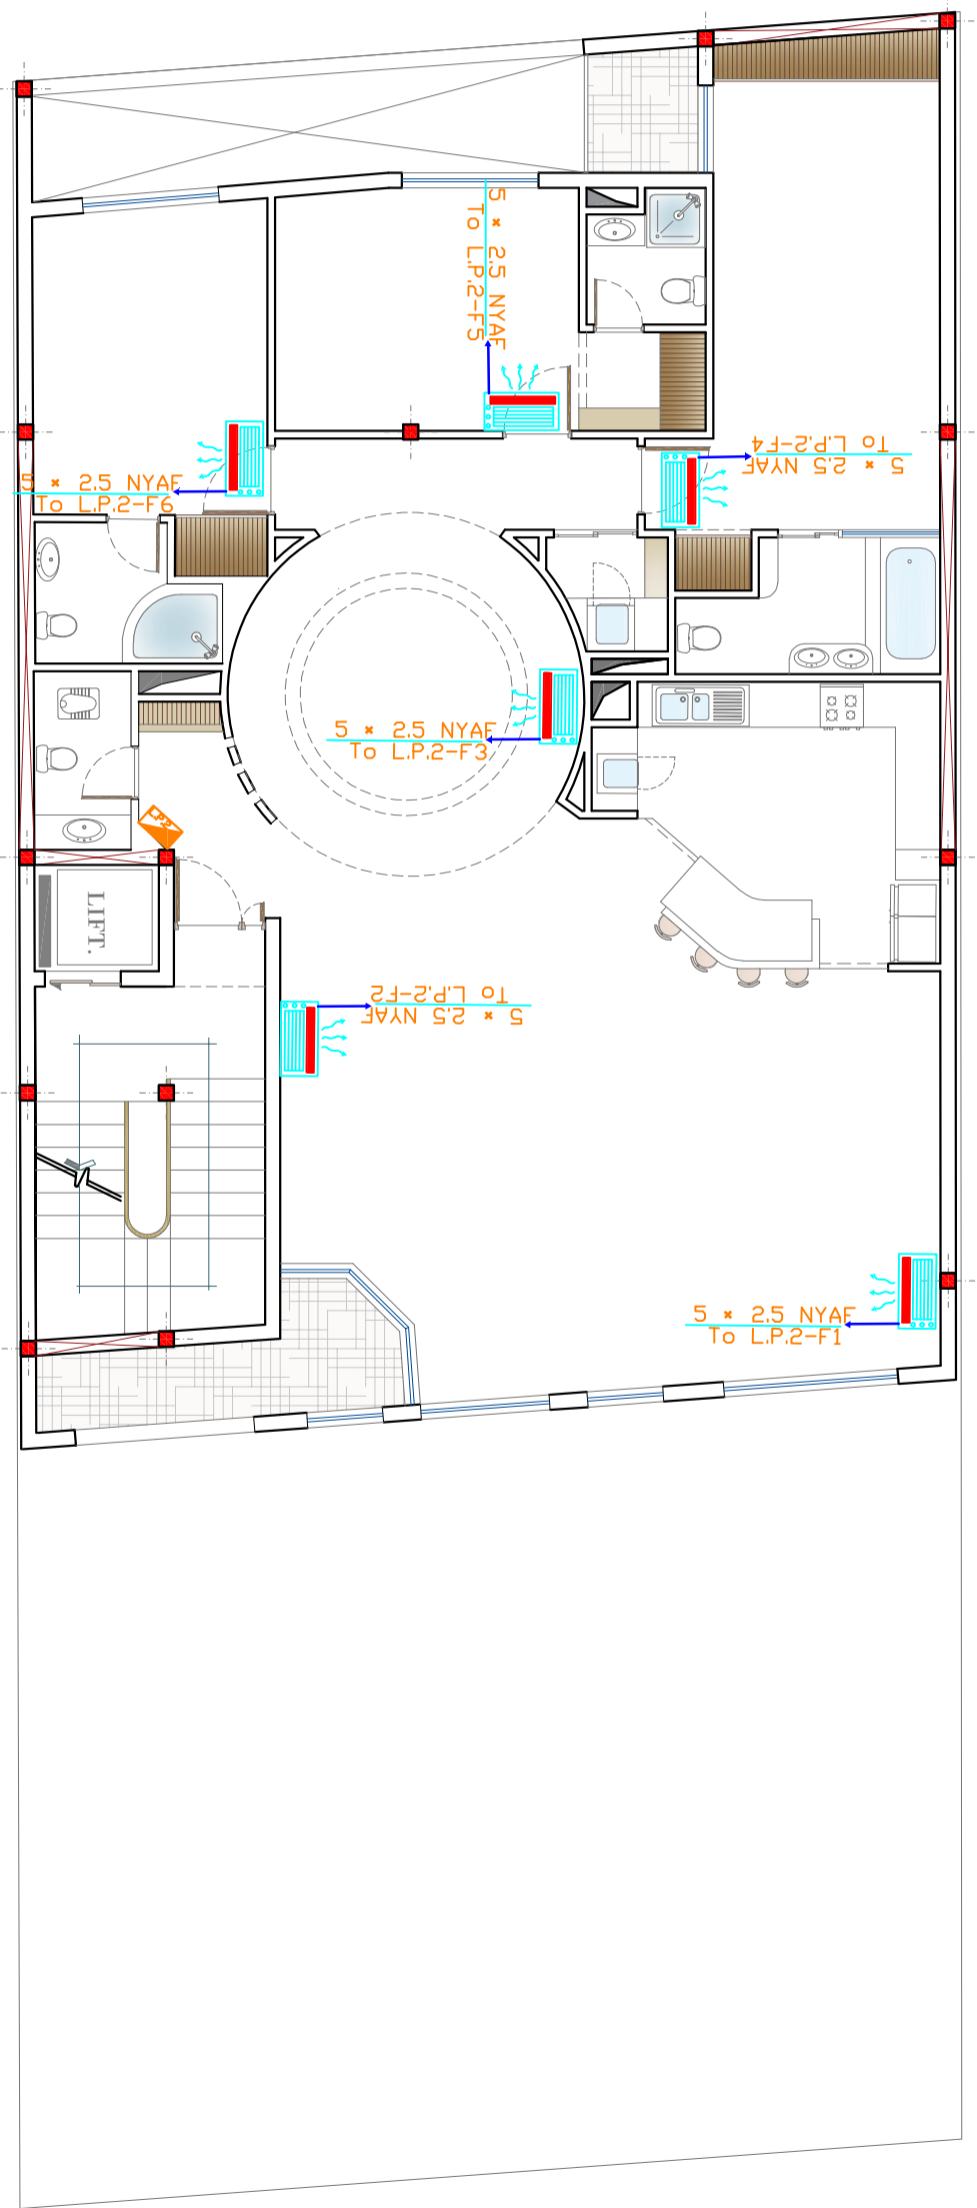 5 × 2.5 NYAF
To L.P.2-F5
5 × 2.5 NYAF
To L.P.2-F4
5 × 2.5 NYAF
To L.P.2-F6
5 × 2.5 NYAF
To L.P.2-F3
L.P.2
LIFT.
5 × 2.5 NYAF
To L.P.2-F2
5 × 2.5 NYAF
To L.P.2-F1